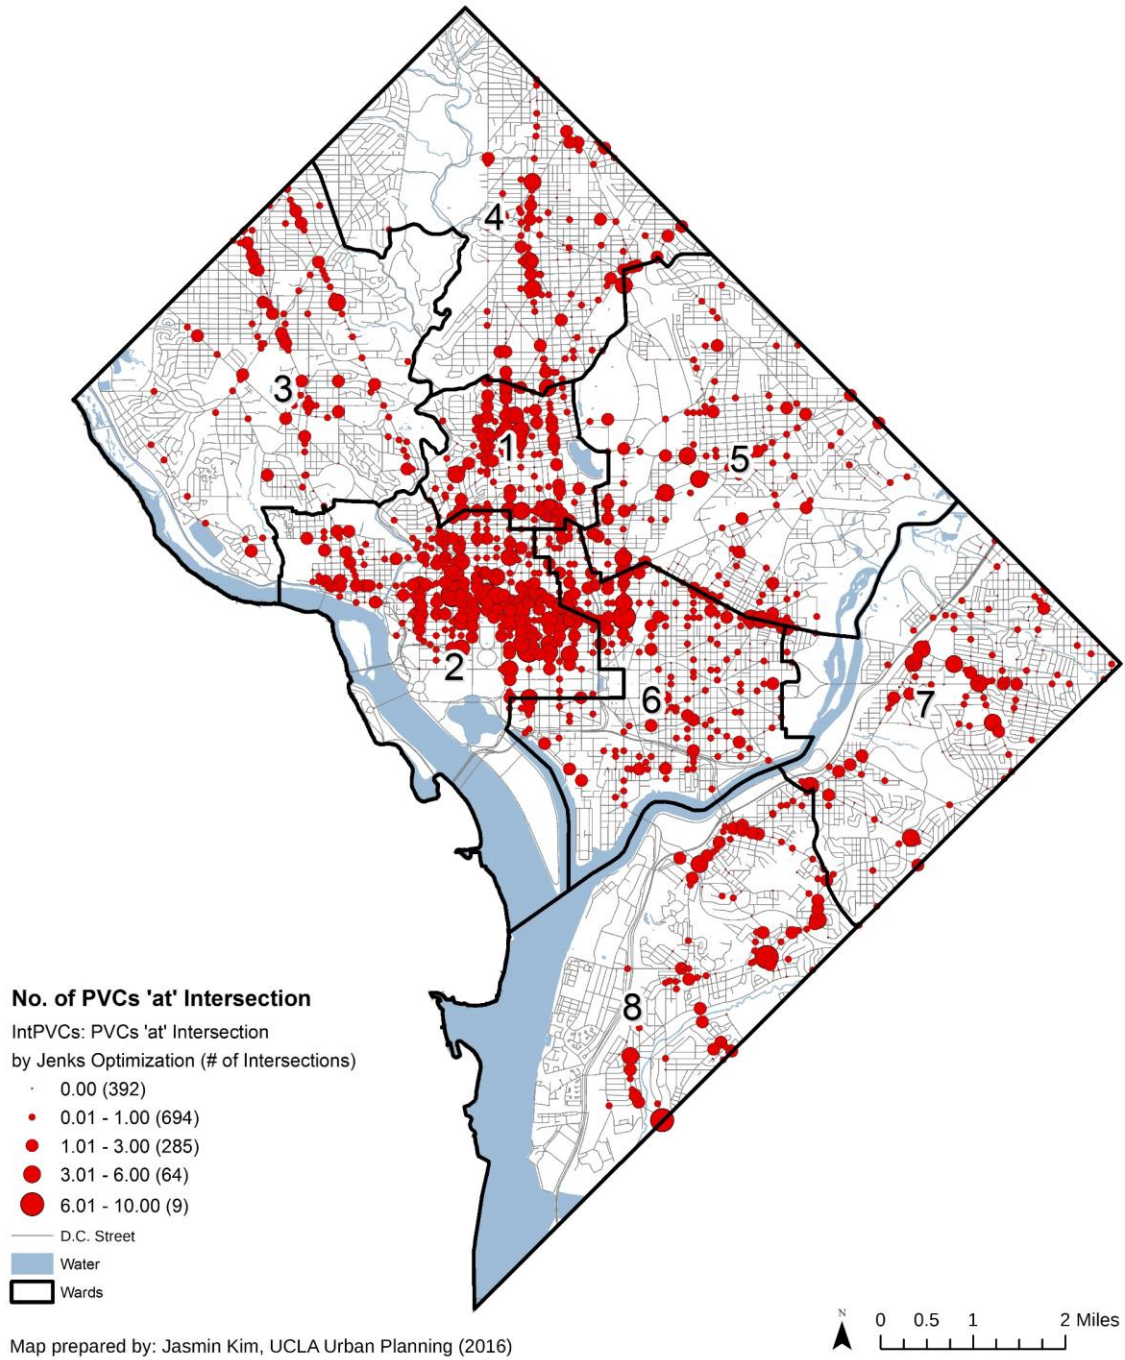 4
3
1
5
2
6
7
8
No. of PVCs 'at' Intersection
IntPVCs: PVCs 'at' Intersection
by Jenks Optimization (# of Intersections)
0.00 (392)
0.01 - 1.00 (694)
1.01 - 3.00 (285)
3.01 - 6.00 (64)
6.01 - 10.00 (9)
D.C. Street
Water
Wards
Map prepared by: Jasmin Kim, UCLA Urban Planning (2016)
N
0 0.5 1 2 Miles